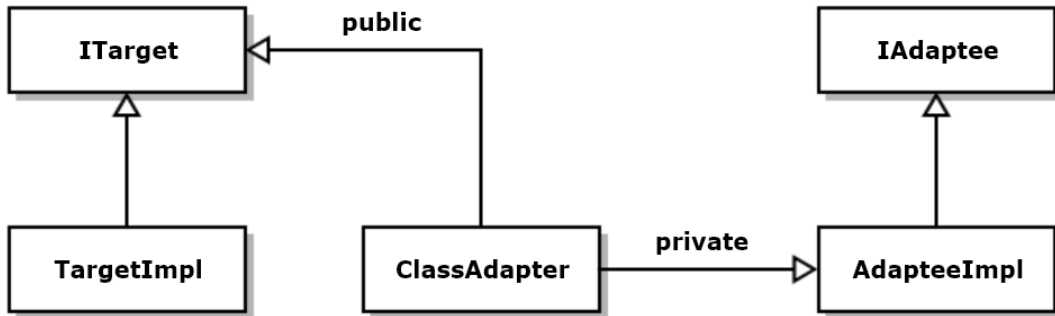 public
ITarget
IAdaptee
private
TargetImpl
ClassAdapter
AdapteeImpl